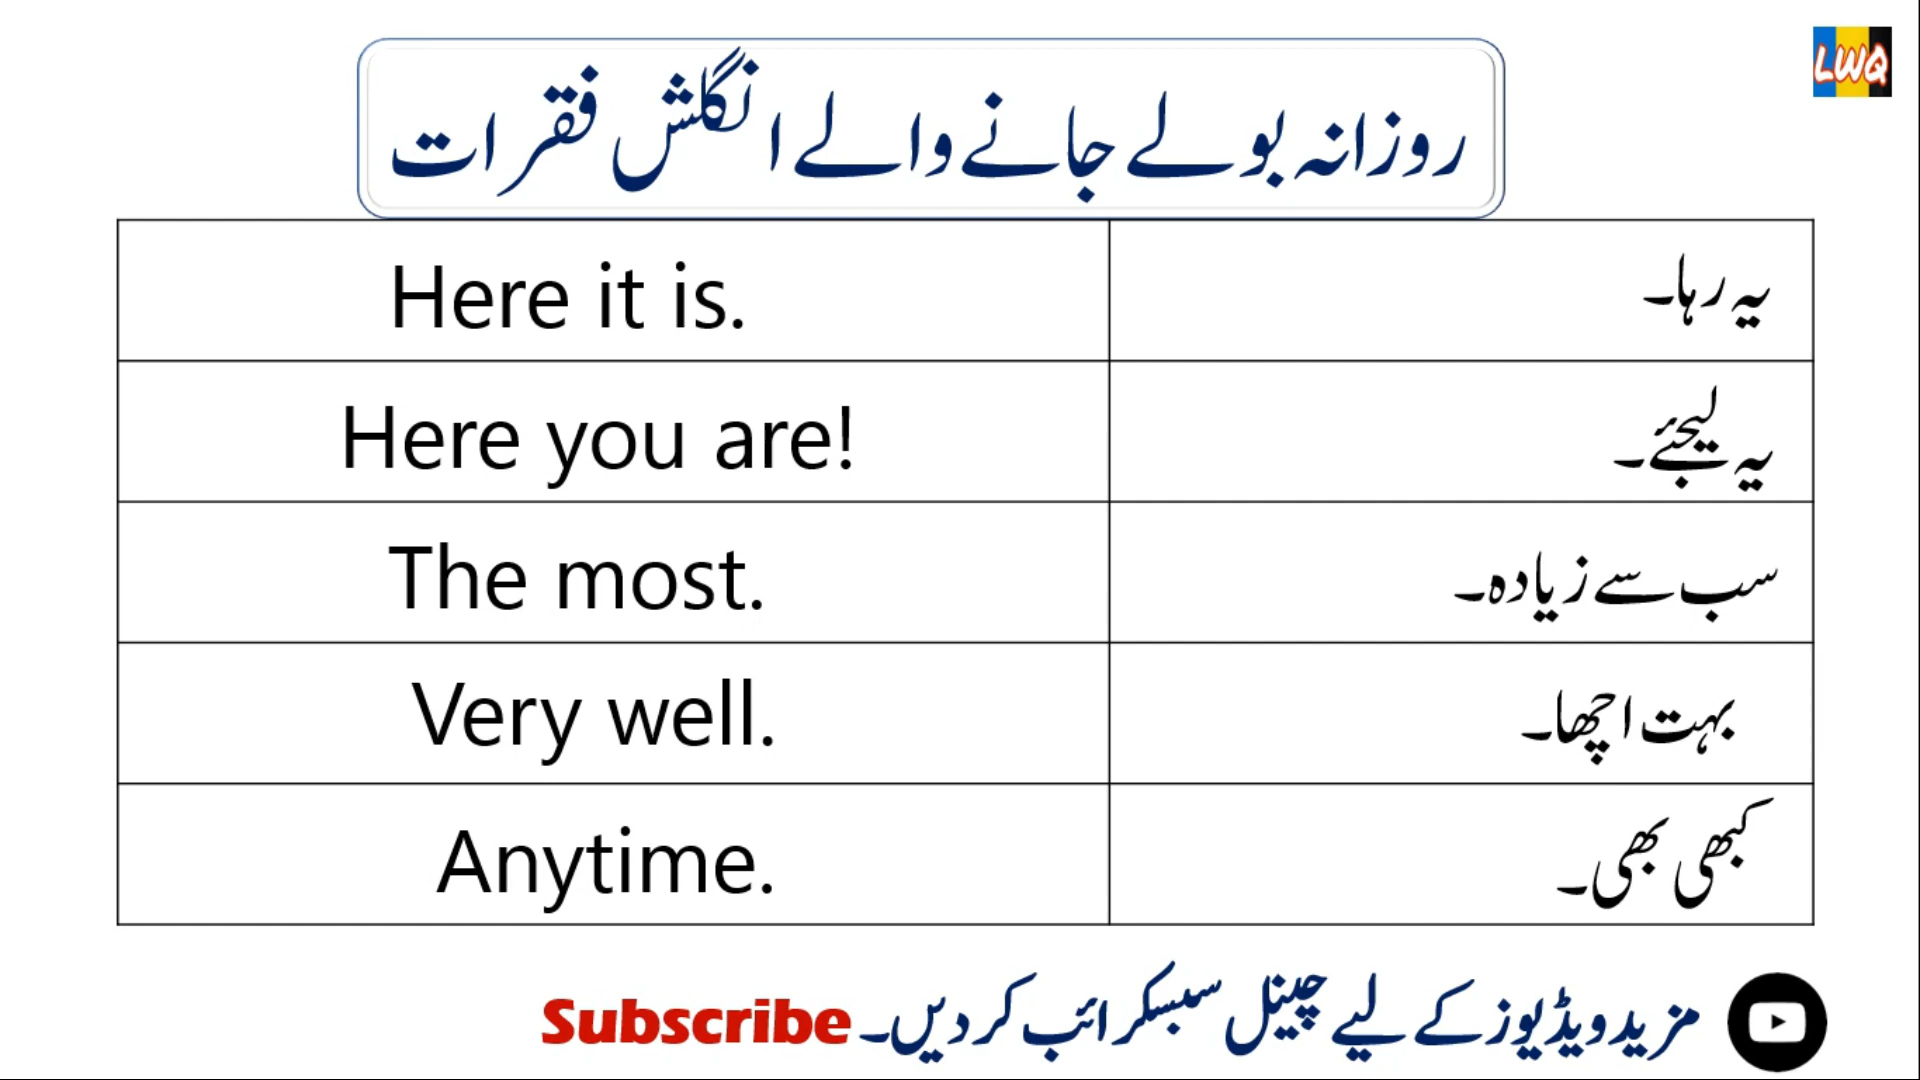 LWQ
روزانہ بولے جانے والے انگلش فقرات
Here it is. یہ رہا۔
Here you are! یہ لیجئے۔
The most. سب سے زیادہ۔
Very well. بہت اچھا۔
Anytime. کبھی بھی۔
مزید ویڈیوز کے لیے چینل سبسکرائب کر دیں۔ Subscribe